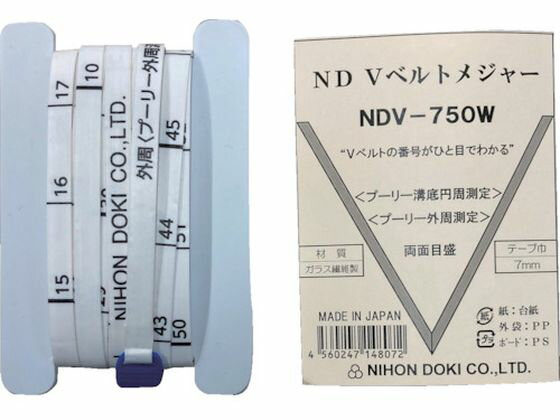 17
16
15
10
NIHON DOKI CO.,LTD.
外周〈プーリー外周測
45
44
43
51
50
ND Vベルトメジャー
NDV-750W
"Vベルトの番号がひと目でわかる"
＜プーリー溝底円周測定＞
＜プーリー外周測定＞
両面目盛
材質
ガラス繊維製
テープ巾
7mm
MADE IN JAPAN
4 560247 148072
紙：台紙
外袋：PP
ボード：PS
NIHON DOKI CO.,LTD.